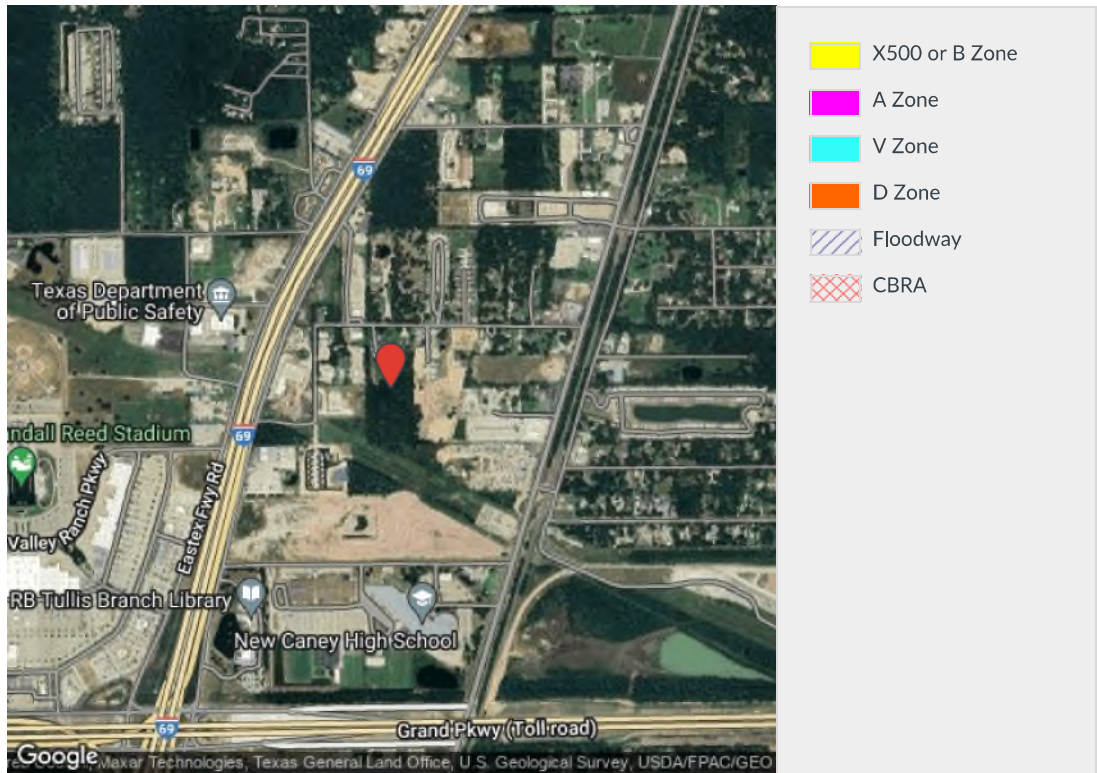 69
Texas Department
of Public Safety
69
ndall Reed Stadium
Valley Ranch Pkwy
Eastex Fwy Rd
RB Tullis Branch Library
New Caney High School
69
Grand Pkwy (Toll road)
Google
Maxar Technologies, Texas General Land Office, U.S. Geological Survey, USDA/FPAC/GEO
X500 or B Zone
A Zone
V Zone
D Zone
Floodway
CBRA